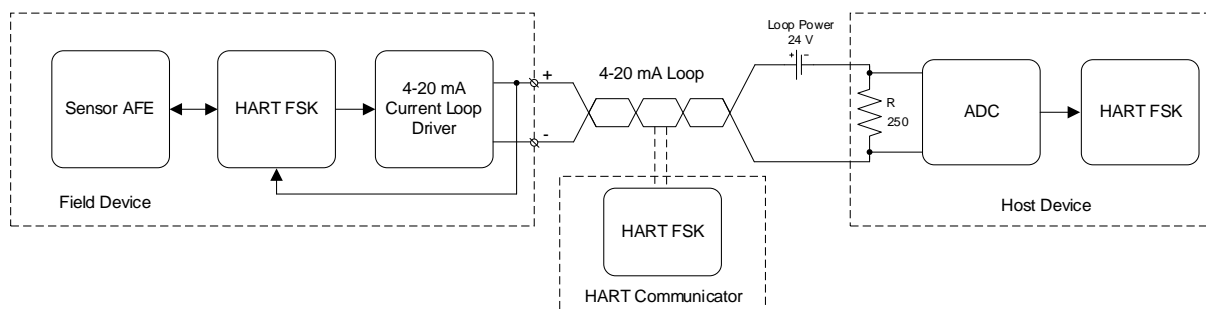 Loop Power
24 V
+ -
4-20 mA
Current Loop
Driver
+
4-20 mA Loop
Sensor AFE
HART FSK
R
250
ADC
HART FSK
-
Field Device
HART FSK
Host Device
HART Communicator